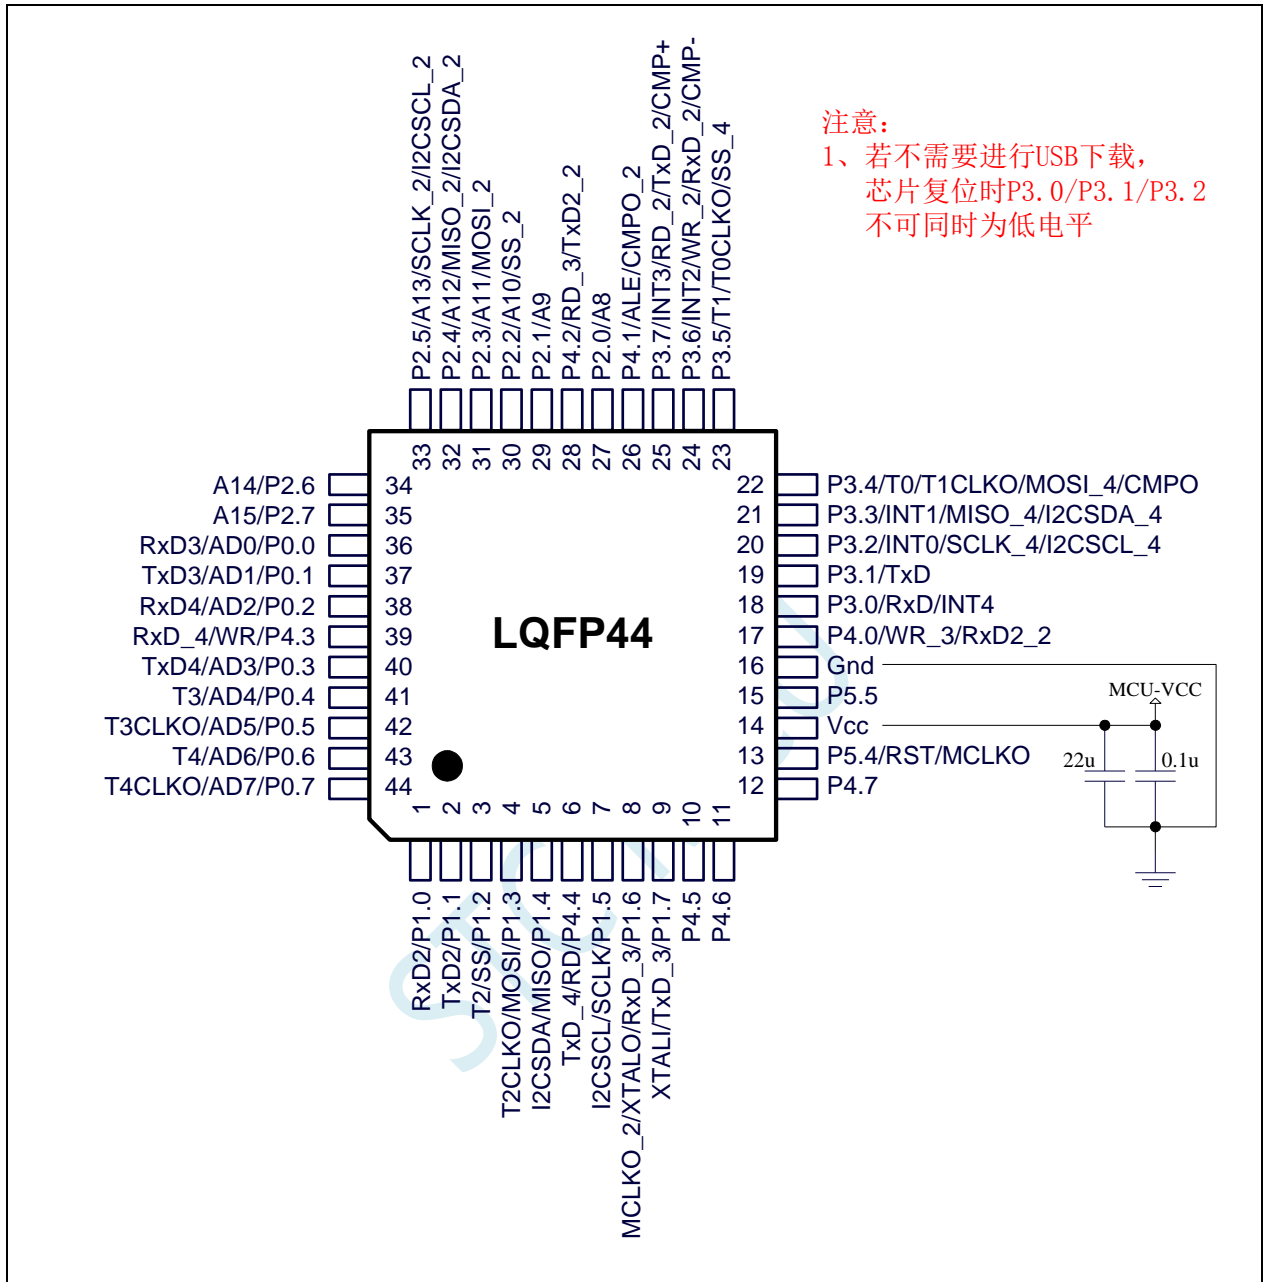 P2.5/A13/SCLK_2/I2CSCL_2
P2.4/A12/MISO_2/I2CSDA_2
P2.3/A11/MOSI_2
P2.2/A10/SS_2
P2.1/A9
P4.2/RD_3/TxD2_2
P2.0/A8
P4.1/ALE/CMPO_2
P3.7/INT3/RD_2/TxD_2/CMP+
P3.6/INT2/WR_2/RxD_2/CMP-
P3.5/T1/T0CLKO/SS_4
注意：
1、若不需要进行USB下载，
芯片复位时P3.0/P3.1/P3.2
不可同时为低电平
33
32
31
30
29
28
27
26
25
24
23
A14/P2.6 34
A15/P2.7 35
RxD3/AD0/P0.0 36
TxD3/AD1/P0.1 37
RxD4/AD2/P0.2 38
RxD_4/WR/P4.3 39
TxD4/AD3/P0.3 40
T3/AD4/P0.4 41
T3CLKO/AD5/P0.5 42
T4/AD6/P0.6 43
T4CLKO/AD7/P0.7 44
LQFP44
22 P3.4/T0/T1CLKO/MOSI_4/CMPO
21 P3.3/INT1/MISO_4/I2CSDA_4
20 P3.2/INT0/SCLK_4/I2CSCL_4
19 P3.1/TxD
18 P3.0/RxD/INT4
17 P4.0/WR_3/RxD2_2
16 Gnd
15 P5.5
14 Vcc
13 P5.4/RST/MCLKO
12 P4.7
MCU-VCC
22u
0.1u
1
2
3
4
5
6
7
8
9
10
11
RxD2/P1.0
TxD2/P1.1
T2/SS/P1.2
T2CLKO/MOSI/P1.3
I2CSDA/MISO/P1.4
TxD_4/RD/P4.4
I2CSCL/SCLK/P1.5
MCLKO_2/XTALO/RxD_3/P1.6
XTALI/TxD_3/P1.7
P4.5
P4.6